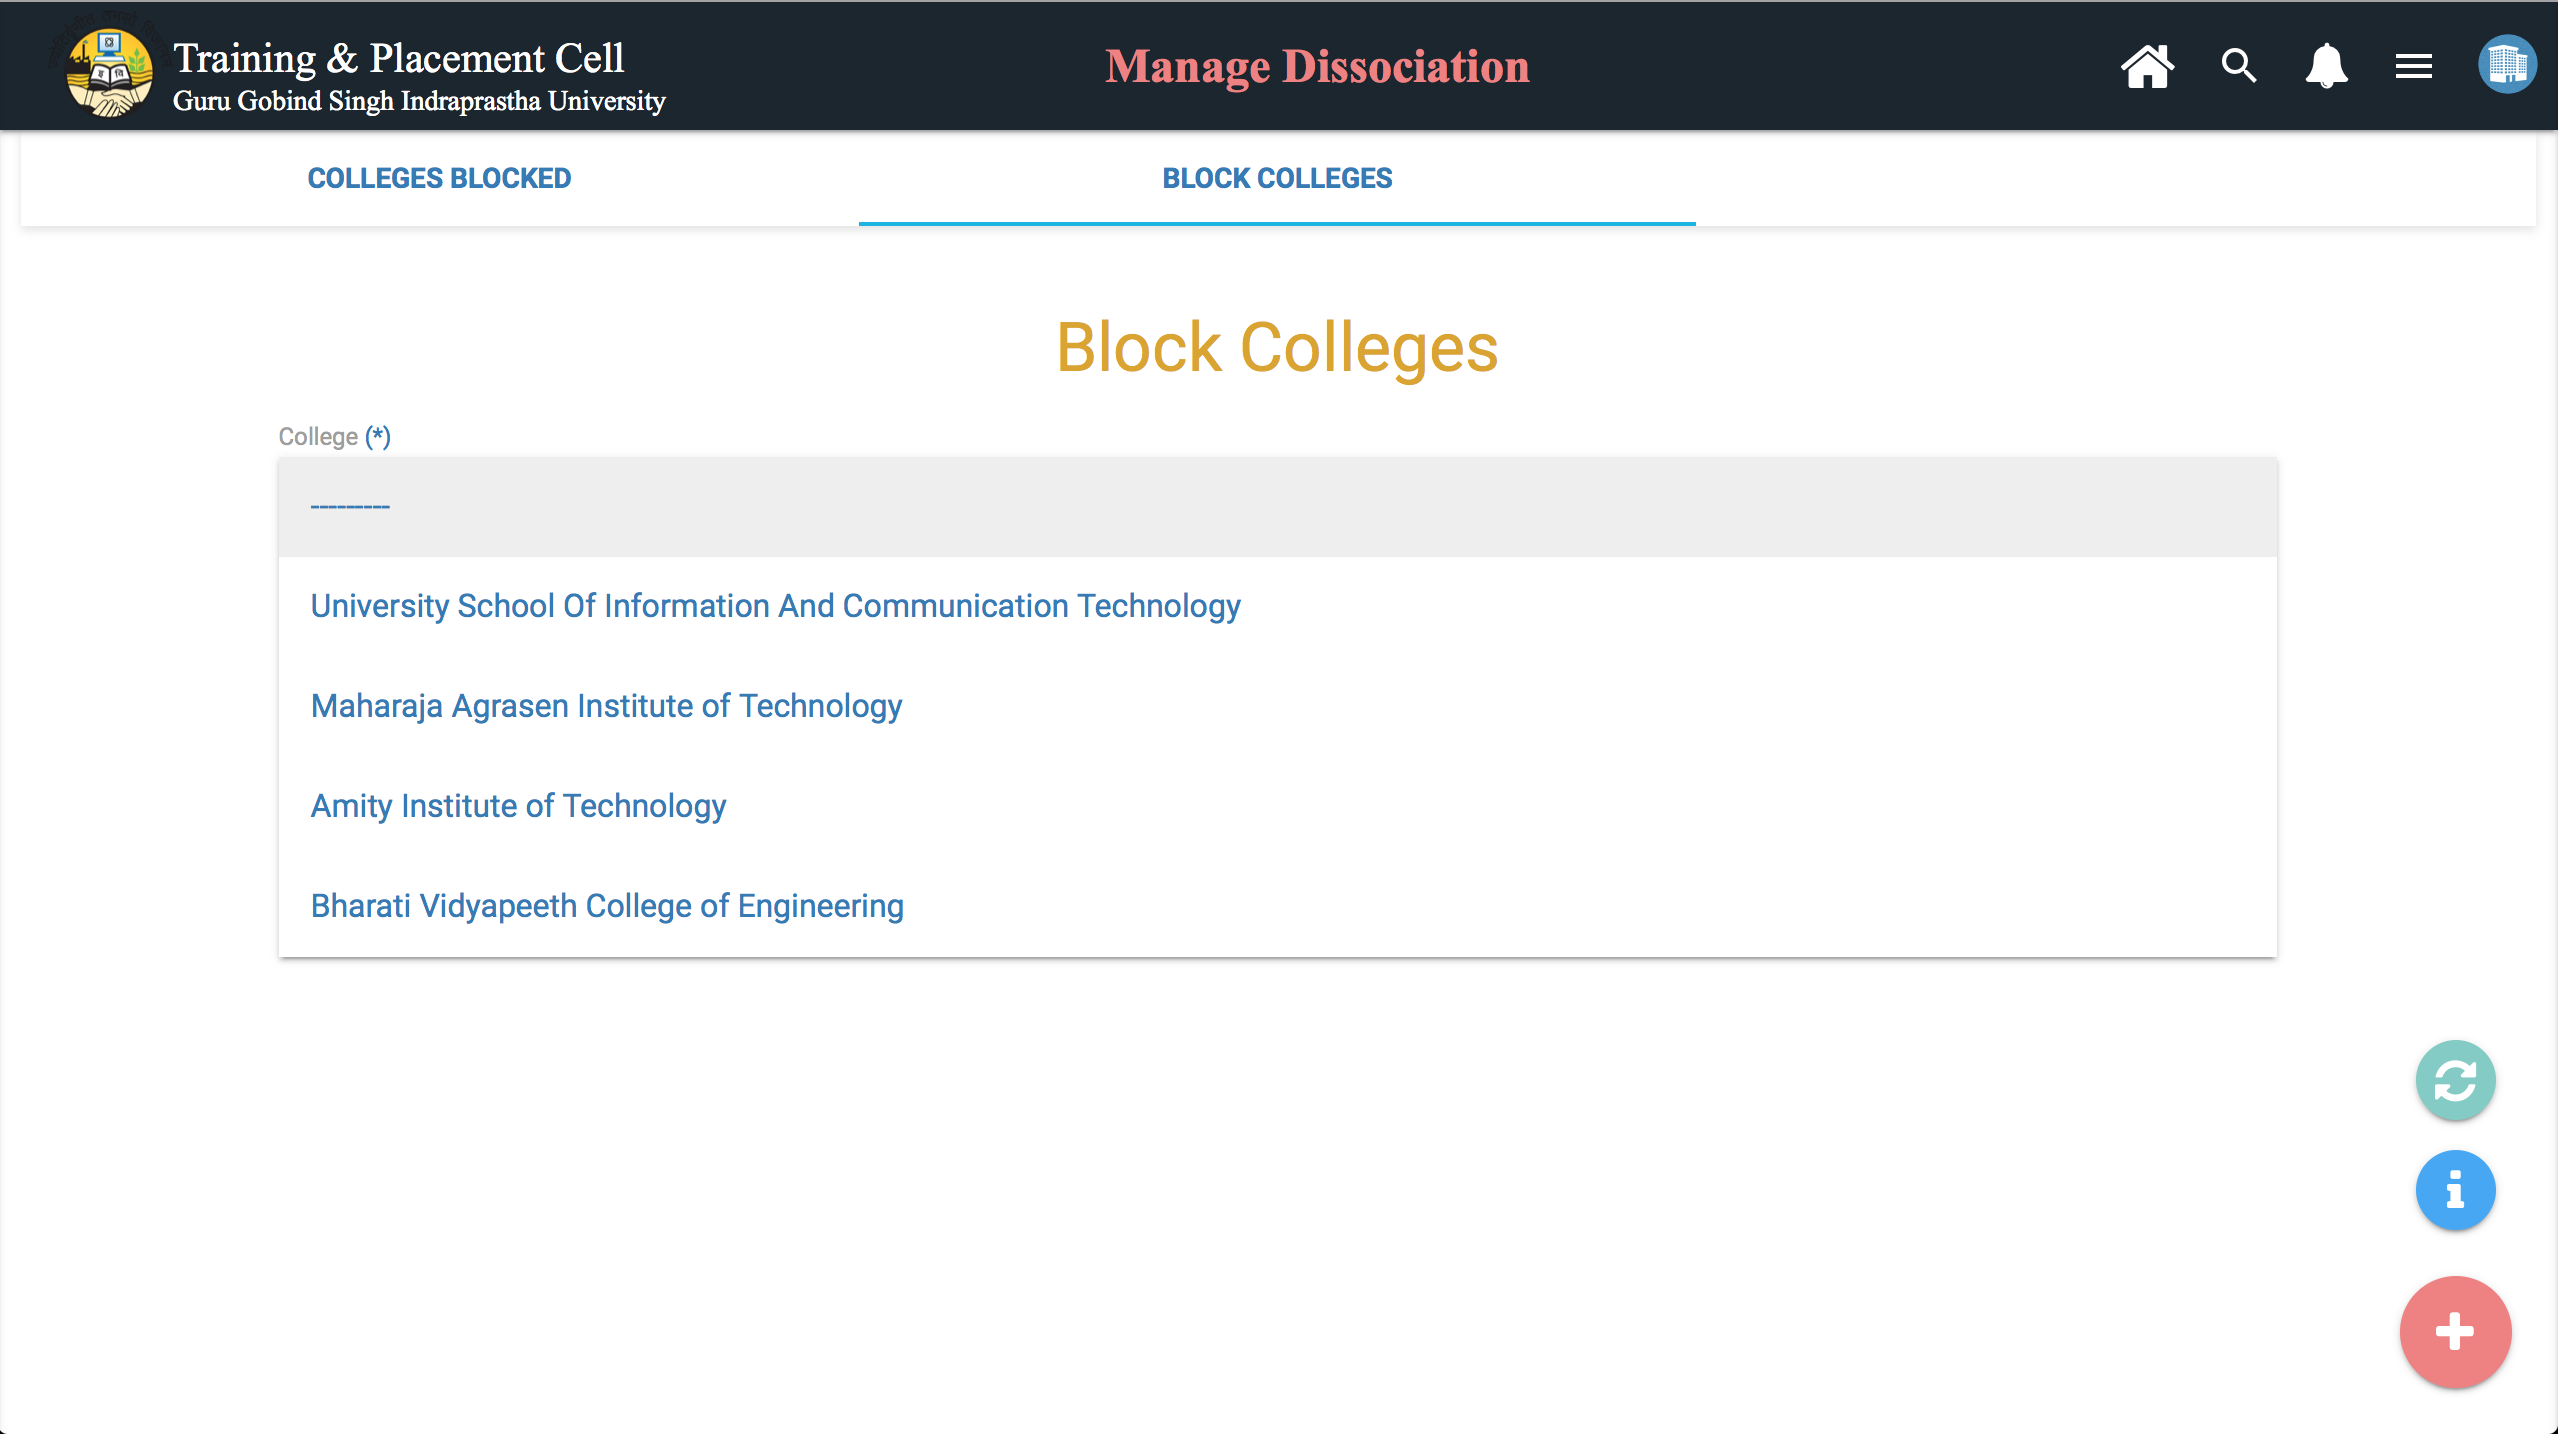 Training & Placement Cell
Guru Gobind Singh Indraprastha University
Manage Dissociation
COLLEGES BLOCKED
BLOCK COLLEGES
Block Colleges
College (*)
---------
University School Of Information And Communication Technology
Maharaja Agrasen Institute of Technology
Amity Institute of Technology
Bharati Vidyapeeth College of Engineering